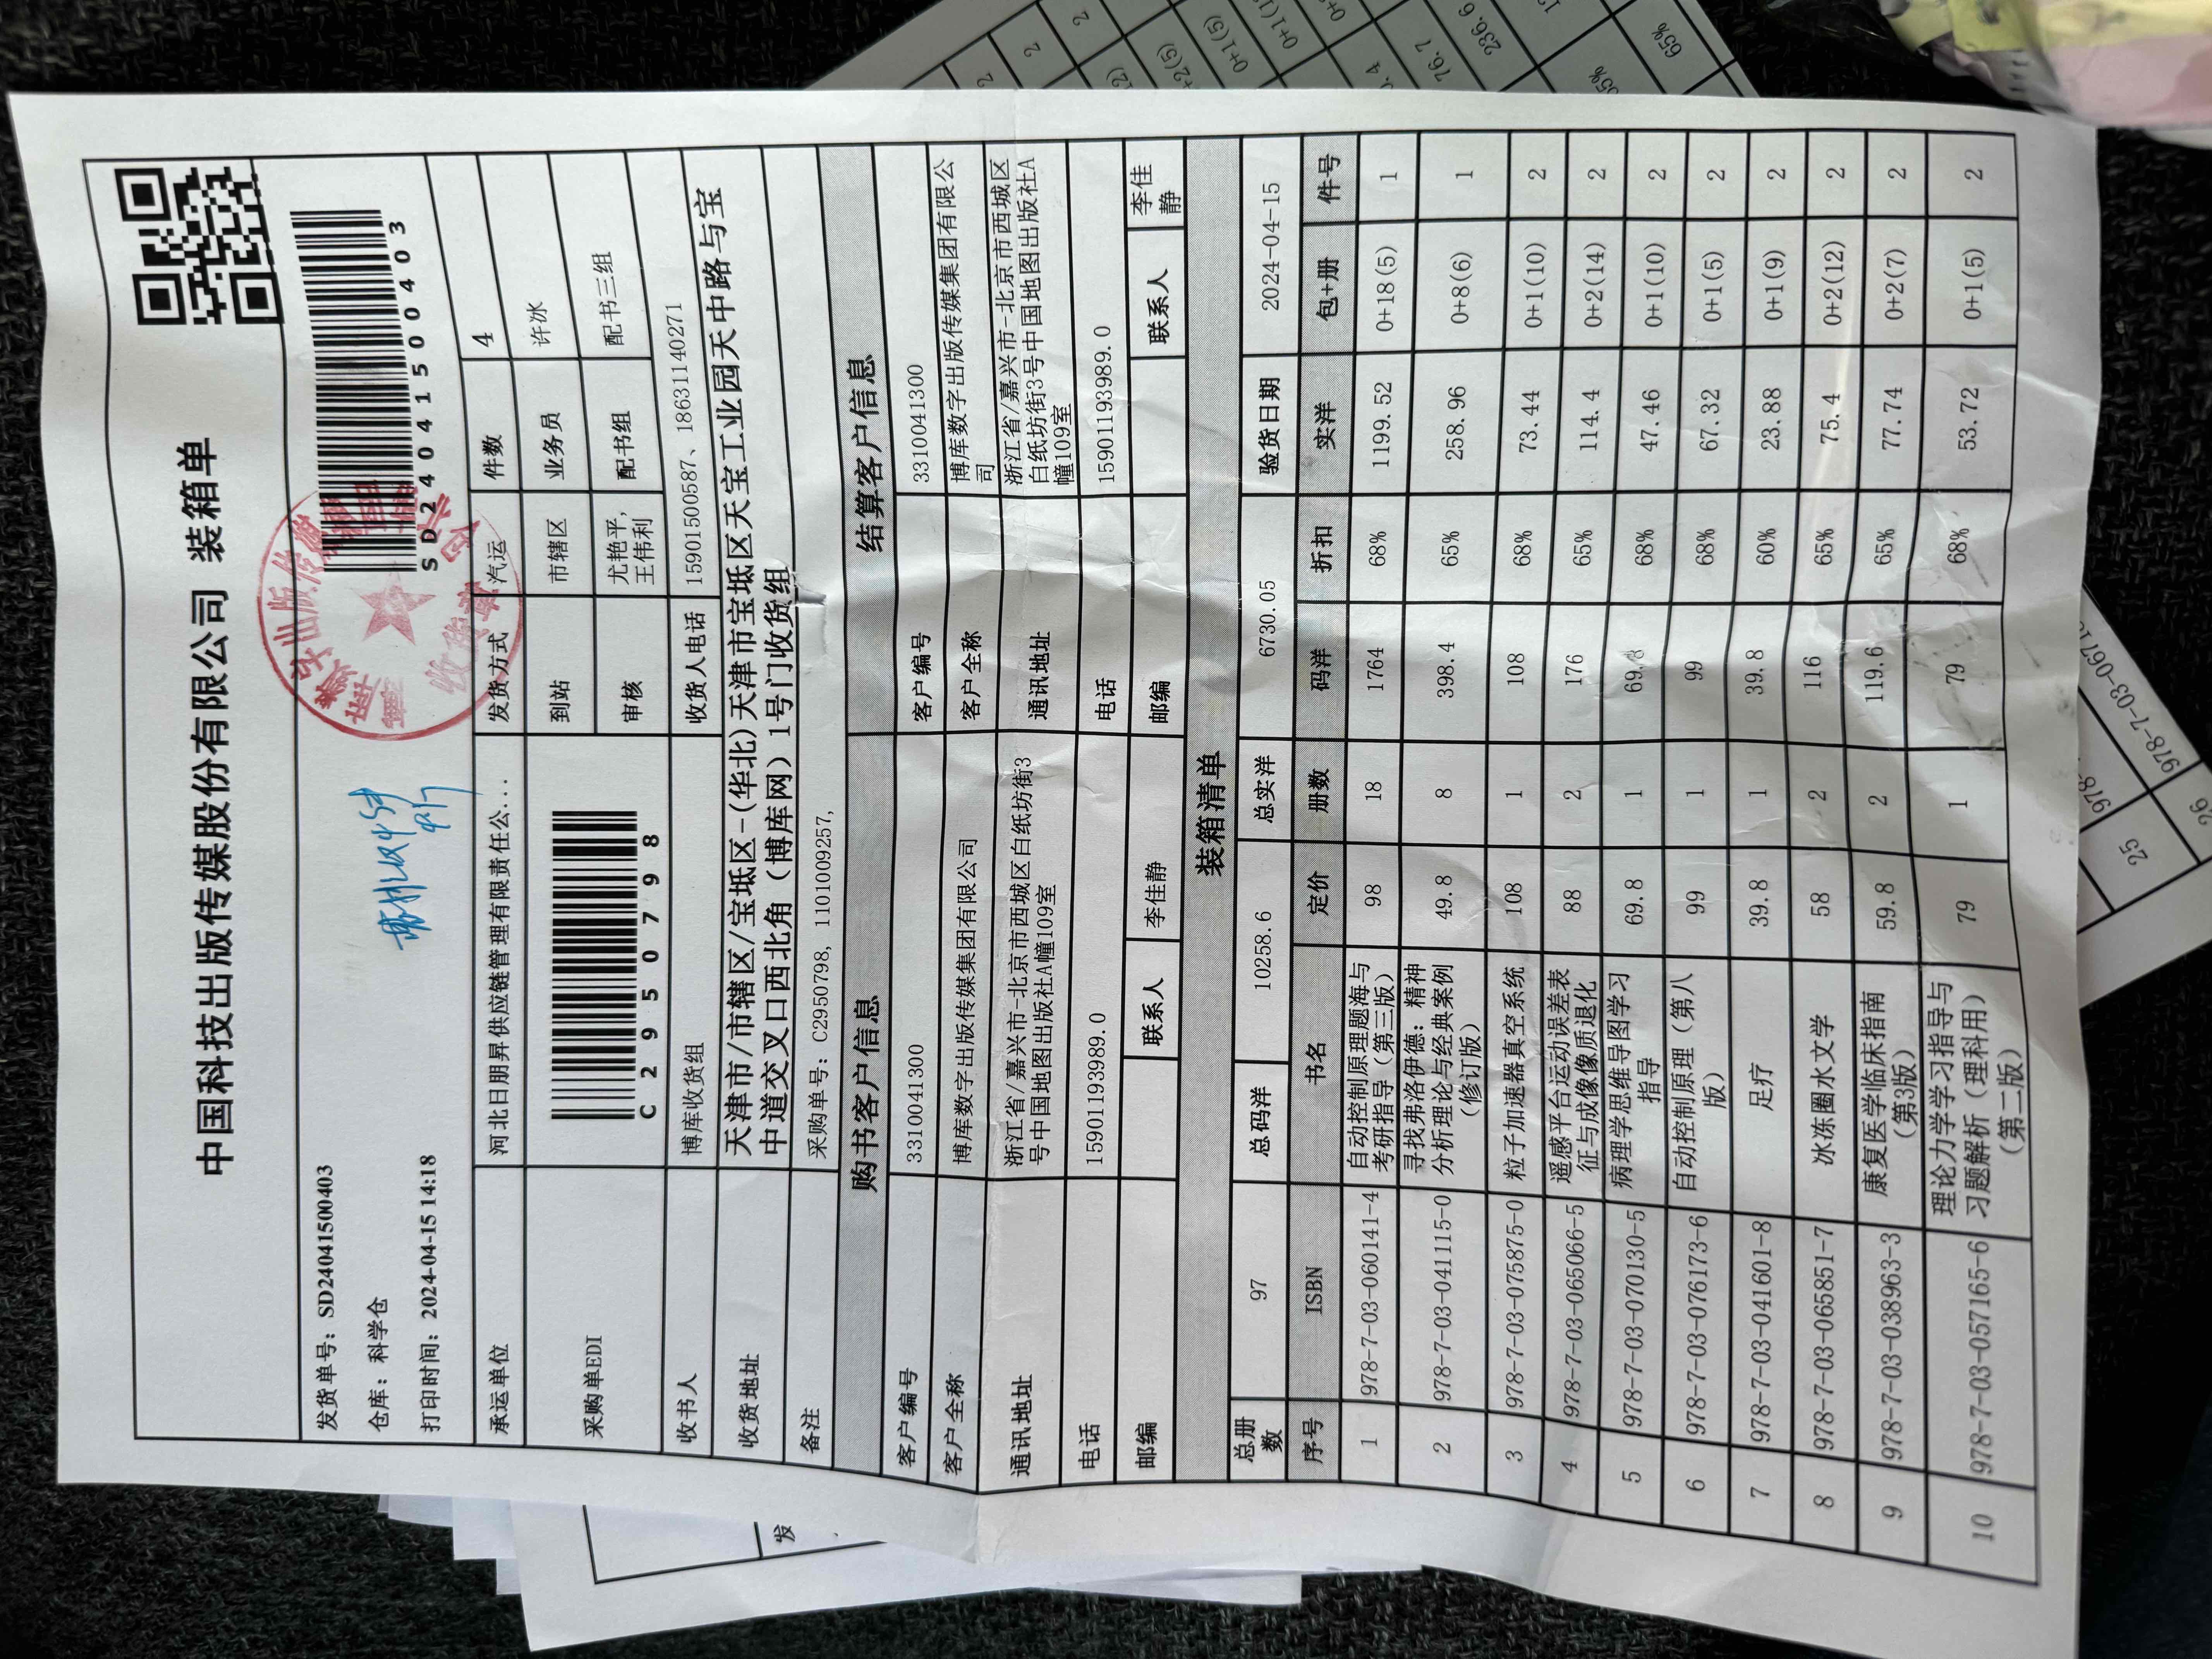 中国科技出版传媒股份有限公司 装箱单
发货单号: SD2404150040​3
仓库: 科学仓
打印时间: 2024-04-15 14:18
SD24041500403
承运单位 河北日朋昇供应链管理有限责任公... 发货方式 汽运 件数 4
采购单EDI C2950798 到站 市辖区 业务员 许冰
审核 尤艳平,
王伟利 配书组 配书三组
收书人 博库收货组 收货人电话 15901500587、18631140271
收货地址 天津市/市辖区/宝坻区-(华北)天津市宝坻区天宝工业园天中路与宝
中道交叉口西北角（博库网）1号门收货组
备注 采购单号: C2950798, 1101009257,
购书客户信息 结算客户信息
客户编号 3310041300 客户编号 3310041300
客户全称 博库数字出版传媒集团有限公司 客户全称 博库数字出版传媒集团有限公
司
通讯地址 浙江省/嘉兴市-北京市西城区白纸坊街3
号中国地图出版社A幢109室 通讯地址 浙江省/嘉兴市-北京市西城区
白纸坊街3号中国地图出版社A
幢109室
电话 15901193989.0 电话 15901193989.0
邮编 联系人 李佳静 邮编 联系人 李佳
静
装箱清单
总册
数 97 总码洋 10258.6 总实洋 6730.05 验货日期 2024-04-15
序号 ISBN 书名 定价 册数 码洋 折扣 实洋 包+册 件号
1 978-7-03-060141-4 自动控制原理题海与
考研指导（第三版） 98 18 1764 68% 1199.52 0+18(5) 1
2 978-7-03-041115-0 寻找弗洛伊德: 精神
分析理论与经典案例
（修订版） 49.8 8 398.4 65% 258.96 0+8(6) 1
3 978-7-03-075875-0 粒子加速器真空系统 108 1 108 68% 73.44 0+1(10) 2
4 978-7-03-065066-5 遥感平台运动误差表
征与成像像质退化 88 2 176 65% 114.4 0+2(14) 2
5 978-7-03-070130-5 病理学思维导图学习
指导 69.8 1 69.8 68% 47.46 0+1(10) 2
6 978-7-03-076173-6 自动控制原理（第八
版） 99 1 99 68% 67.32 0+1(5) 2
7 978-7-03-041601-8 足疗 39.8 1 39.8 60% 23.88 0+1(9) 2
8 978-7-03-065851-7 冰冻圈水文学 58 2 116 65% 75.4 0+2(12) 2
9 978-7-03-038963-3 康复医学临床指南
（第3版） 59.8 2 119.6 65% 77.74 0+2(7) 2
10 978-7-03-057165-6 理论力学学习指导与
习题解析（理科用）
（第二版） 79 1 79 68% 53.72 0+1(5) 2